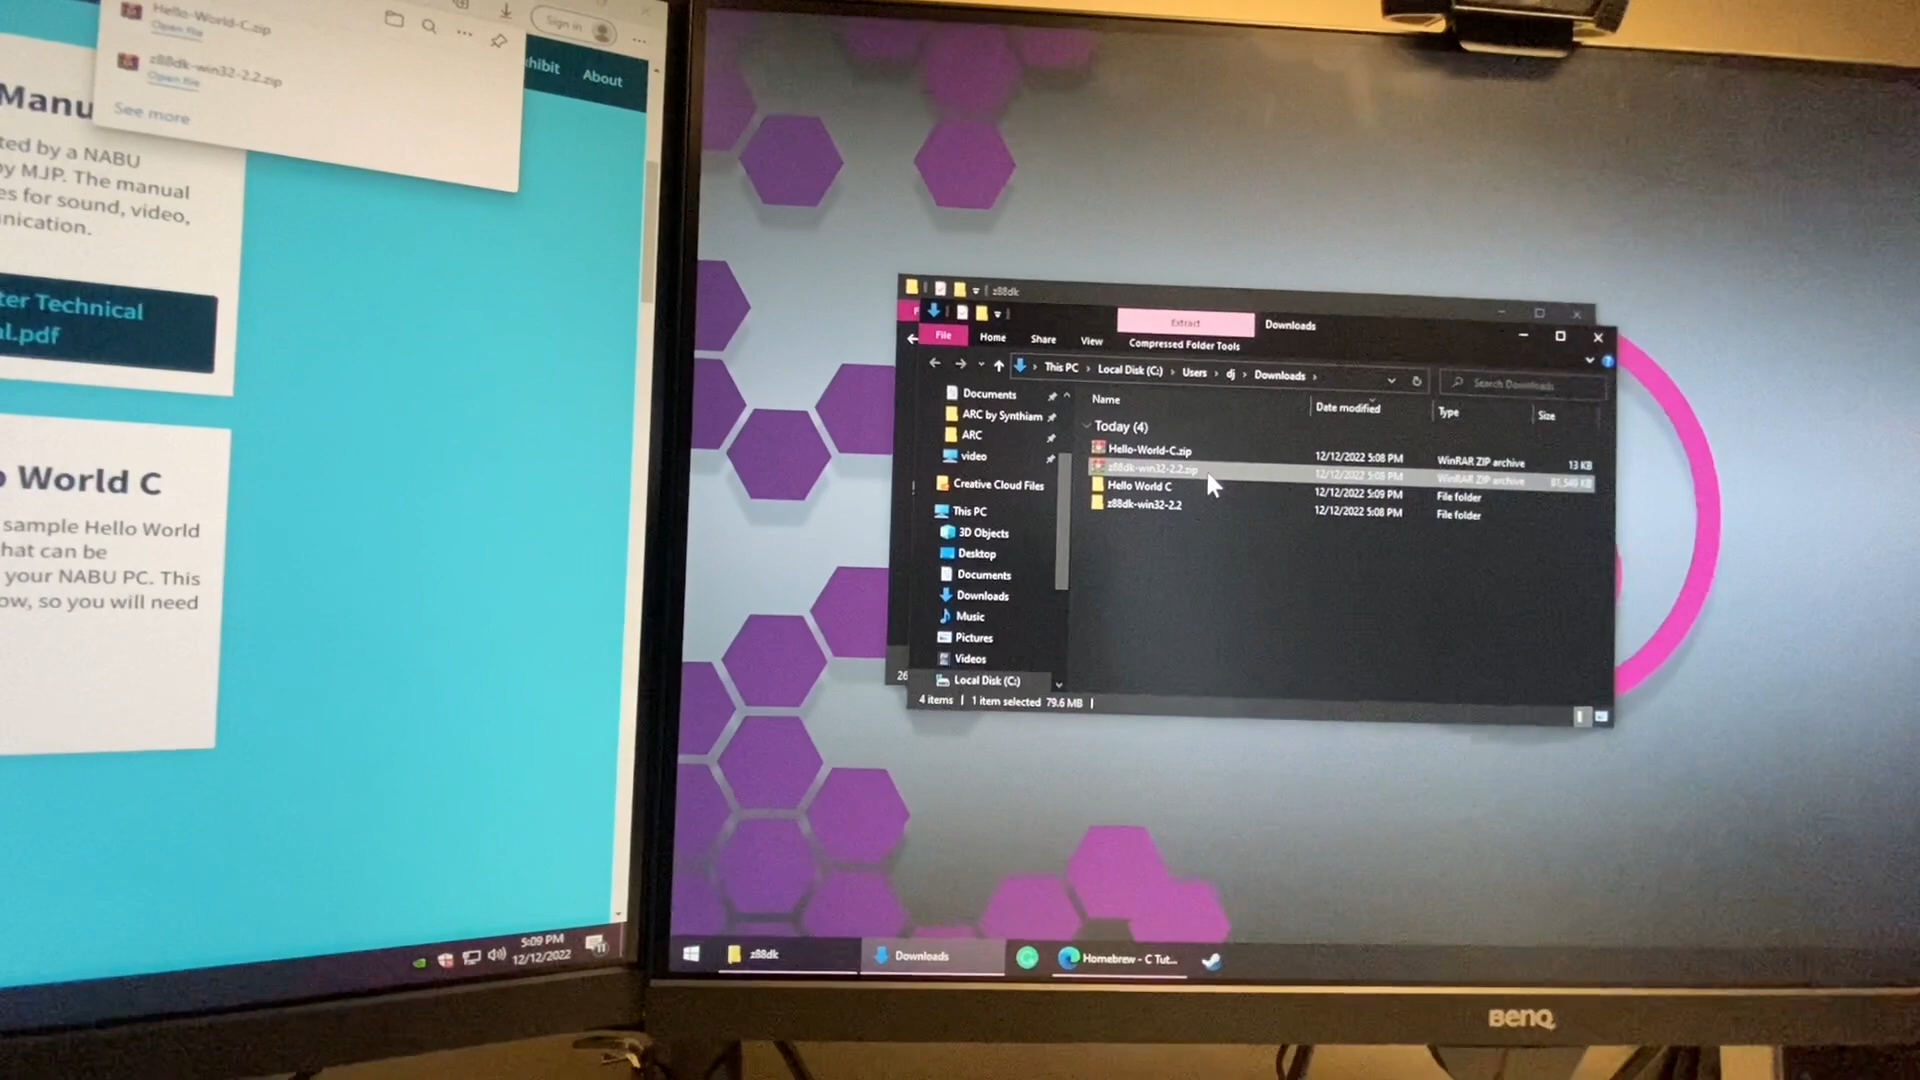 Hello-World-C.zip
Open file
z88dk-win32-2.2.zip
Open file
See more
Sign in
hibit
About
Manu
ted by a NABU
by MJP. The manual
es for sound, video,
nication.
ter Technical
l.pdf
World C
sample Hello World
hat can be
your NABU PC. This
ow, so you will need
5:09 PM
12/12/2022
z88dk
Extract
Downloads
File
Home
Share
View
Compressed Folder Tools
This PC
Local Disk (C:)
Users
dj
Downloads
Search Downloads
Documents
ARC by Synthiam
ARC
video
Creative Cloud Files
This PC
3D Objects
Desktop
Documents
Downloads
Music
Pictures
Videos
Local Disk (C:)
Name
Date modified
Type
Size
Today (4)
Hello-World-C.zip 12/12/2022 5:08 PM WinRAR ZIP archive 13 KB
z88dk-win32-2.2.zip 12/12/2022 5:08 PM WinRAR ZIP archive 81,549 KB
Hello World C 12/12/2022 5:09 PM File folder
z88dk-win32-2.2 12/12/2022 5:08 PM File folder
26
4 items
1 item selected 79.6 MB
z88dk
Downloads
Homebrew - C Tut...
BenQ